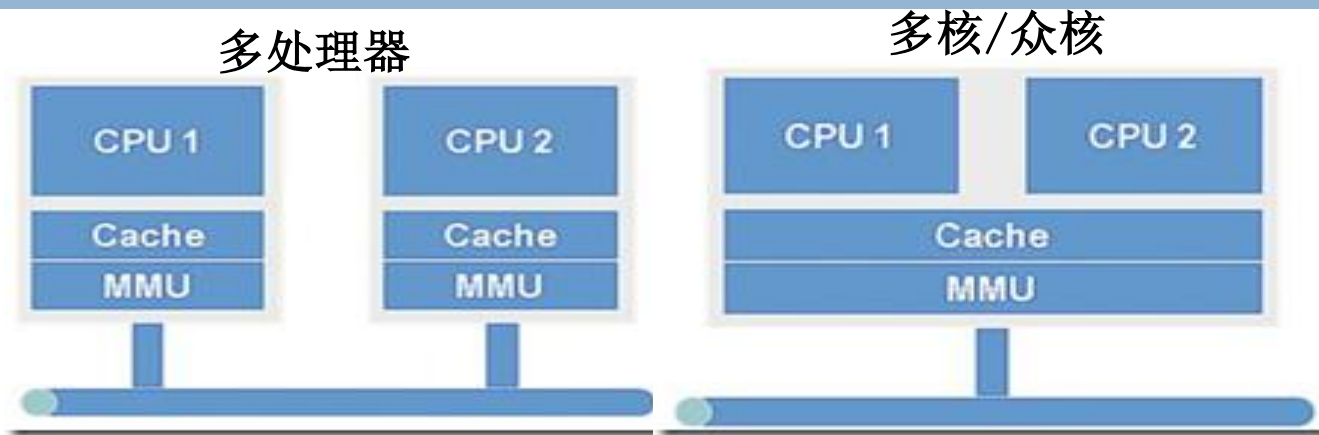 多处理器
CPU 1
Cache
MMU
CPU 2
Cache
MMU
多核/众核
CPU 1
CPU 2
Cache
MMU